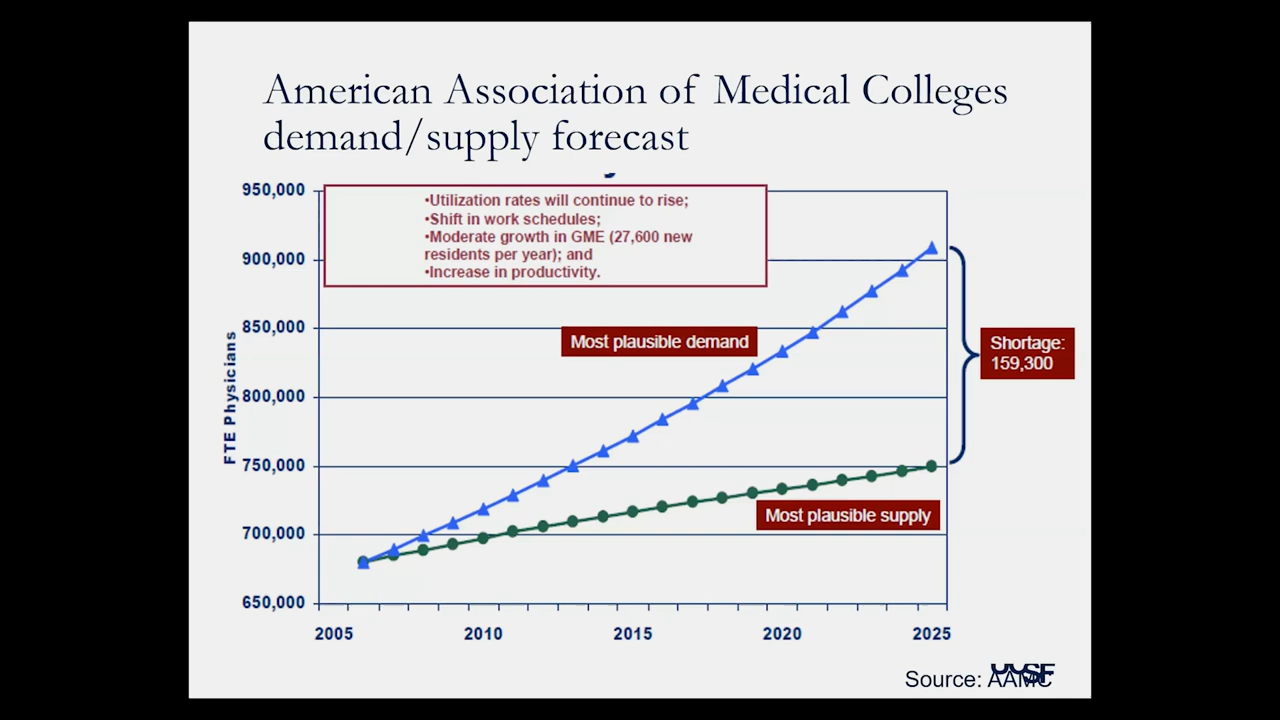 American Association of Medical Colleges
demand/supply forecast
950,000
900,000
850,000
800,000
750,000
700,000
650,000
FTE Physicians
•Utilization rates will continue to rise;
•Shift in work schedules;
•Moderate growth in GME (27,600 new
residents per year); and
•Increase in productivity.
Most plausible demand
Shortage:
159,300
Most plausible supply
2005 2010 2015 2020 2025
Source: AAMC
UCSF